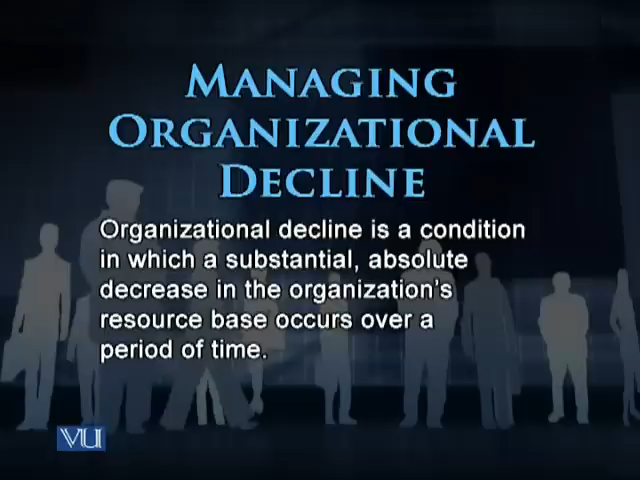 MANAGING
ORGANIZATIONAL
DECLINE
Organizational decline is a condition
in which a substantial, absolute
decrease in the organization's
resource base occurs over a
period of time.
VU